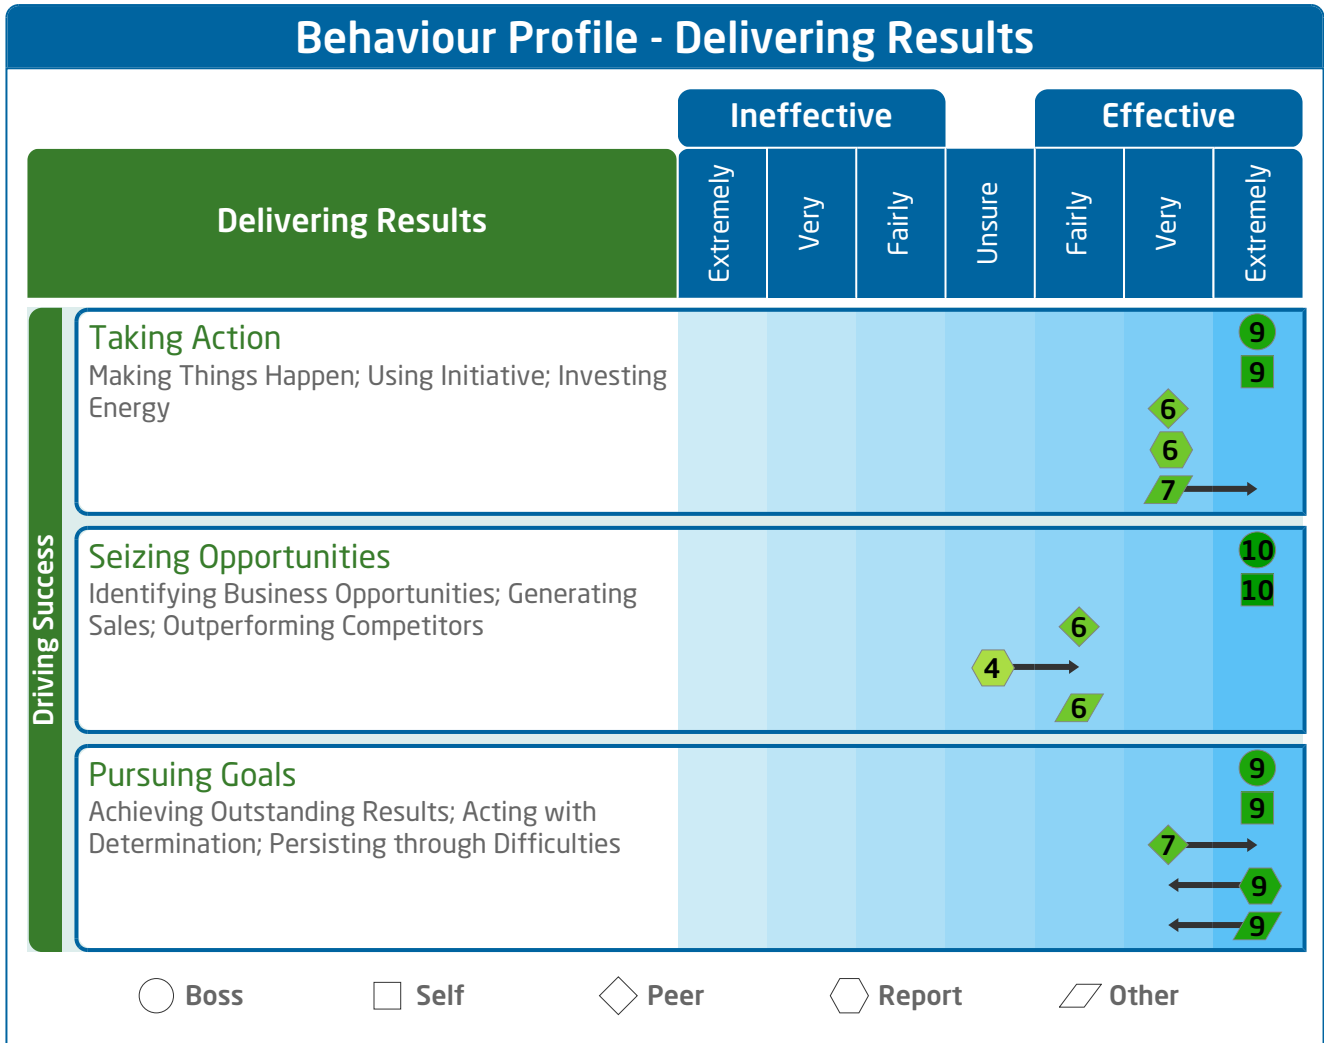 Behaviour Profile - Delivering Results
Ineffective
Effective
Delivering Results
Extremely
Very
Fairly
Unsure
Fairly
Very
Extremely
Driving Success
Taking Action
Making Things Happen; Using Initiative; Investing
Energy
9
9
6
6
7
Seizing Opportunities
Identifying Business Opportunities; Generating
Sales; Outperforming Competitors
10
10
6
4
6
Pursuing Goals
Achieving Outstanding Results; Acting with
Determination; Persisting through Difficulties
9
9
7
9
9
Boss
Self
Peer
Report
Other